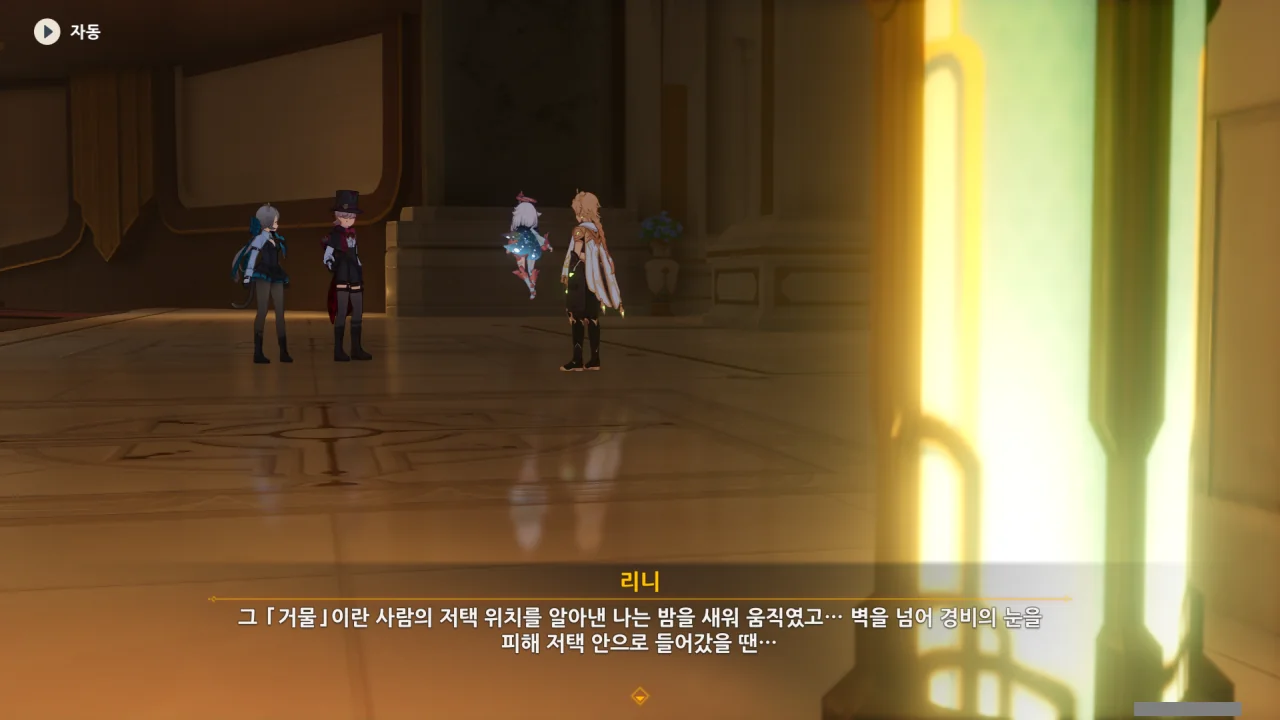 자동
리니
그 「거물」이란 사람의 저택 위치를 알아낸 나는 밤을 새워 움직였고… 벽을 넘어 경비의 눈을
피해 저택 안으로 들어갔을 땐…